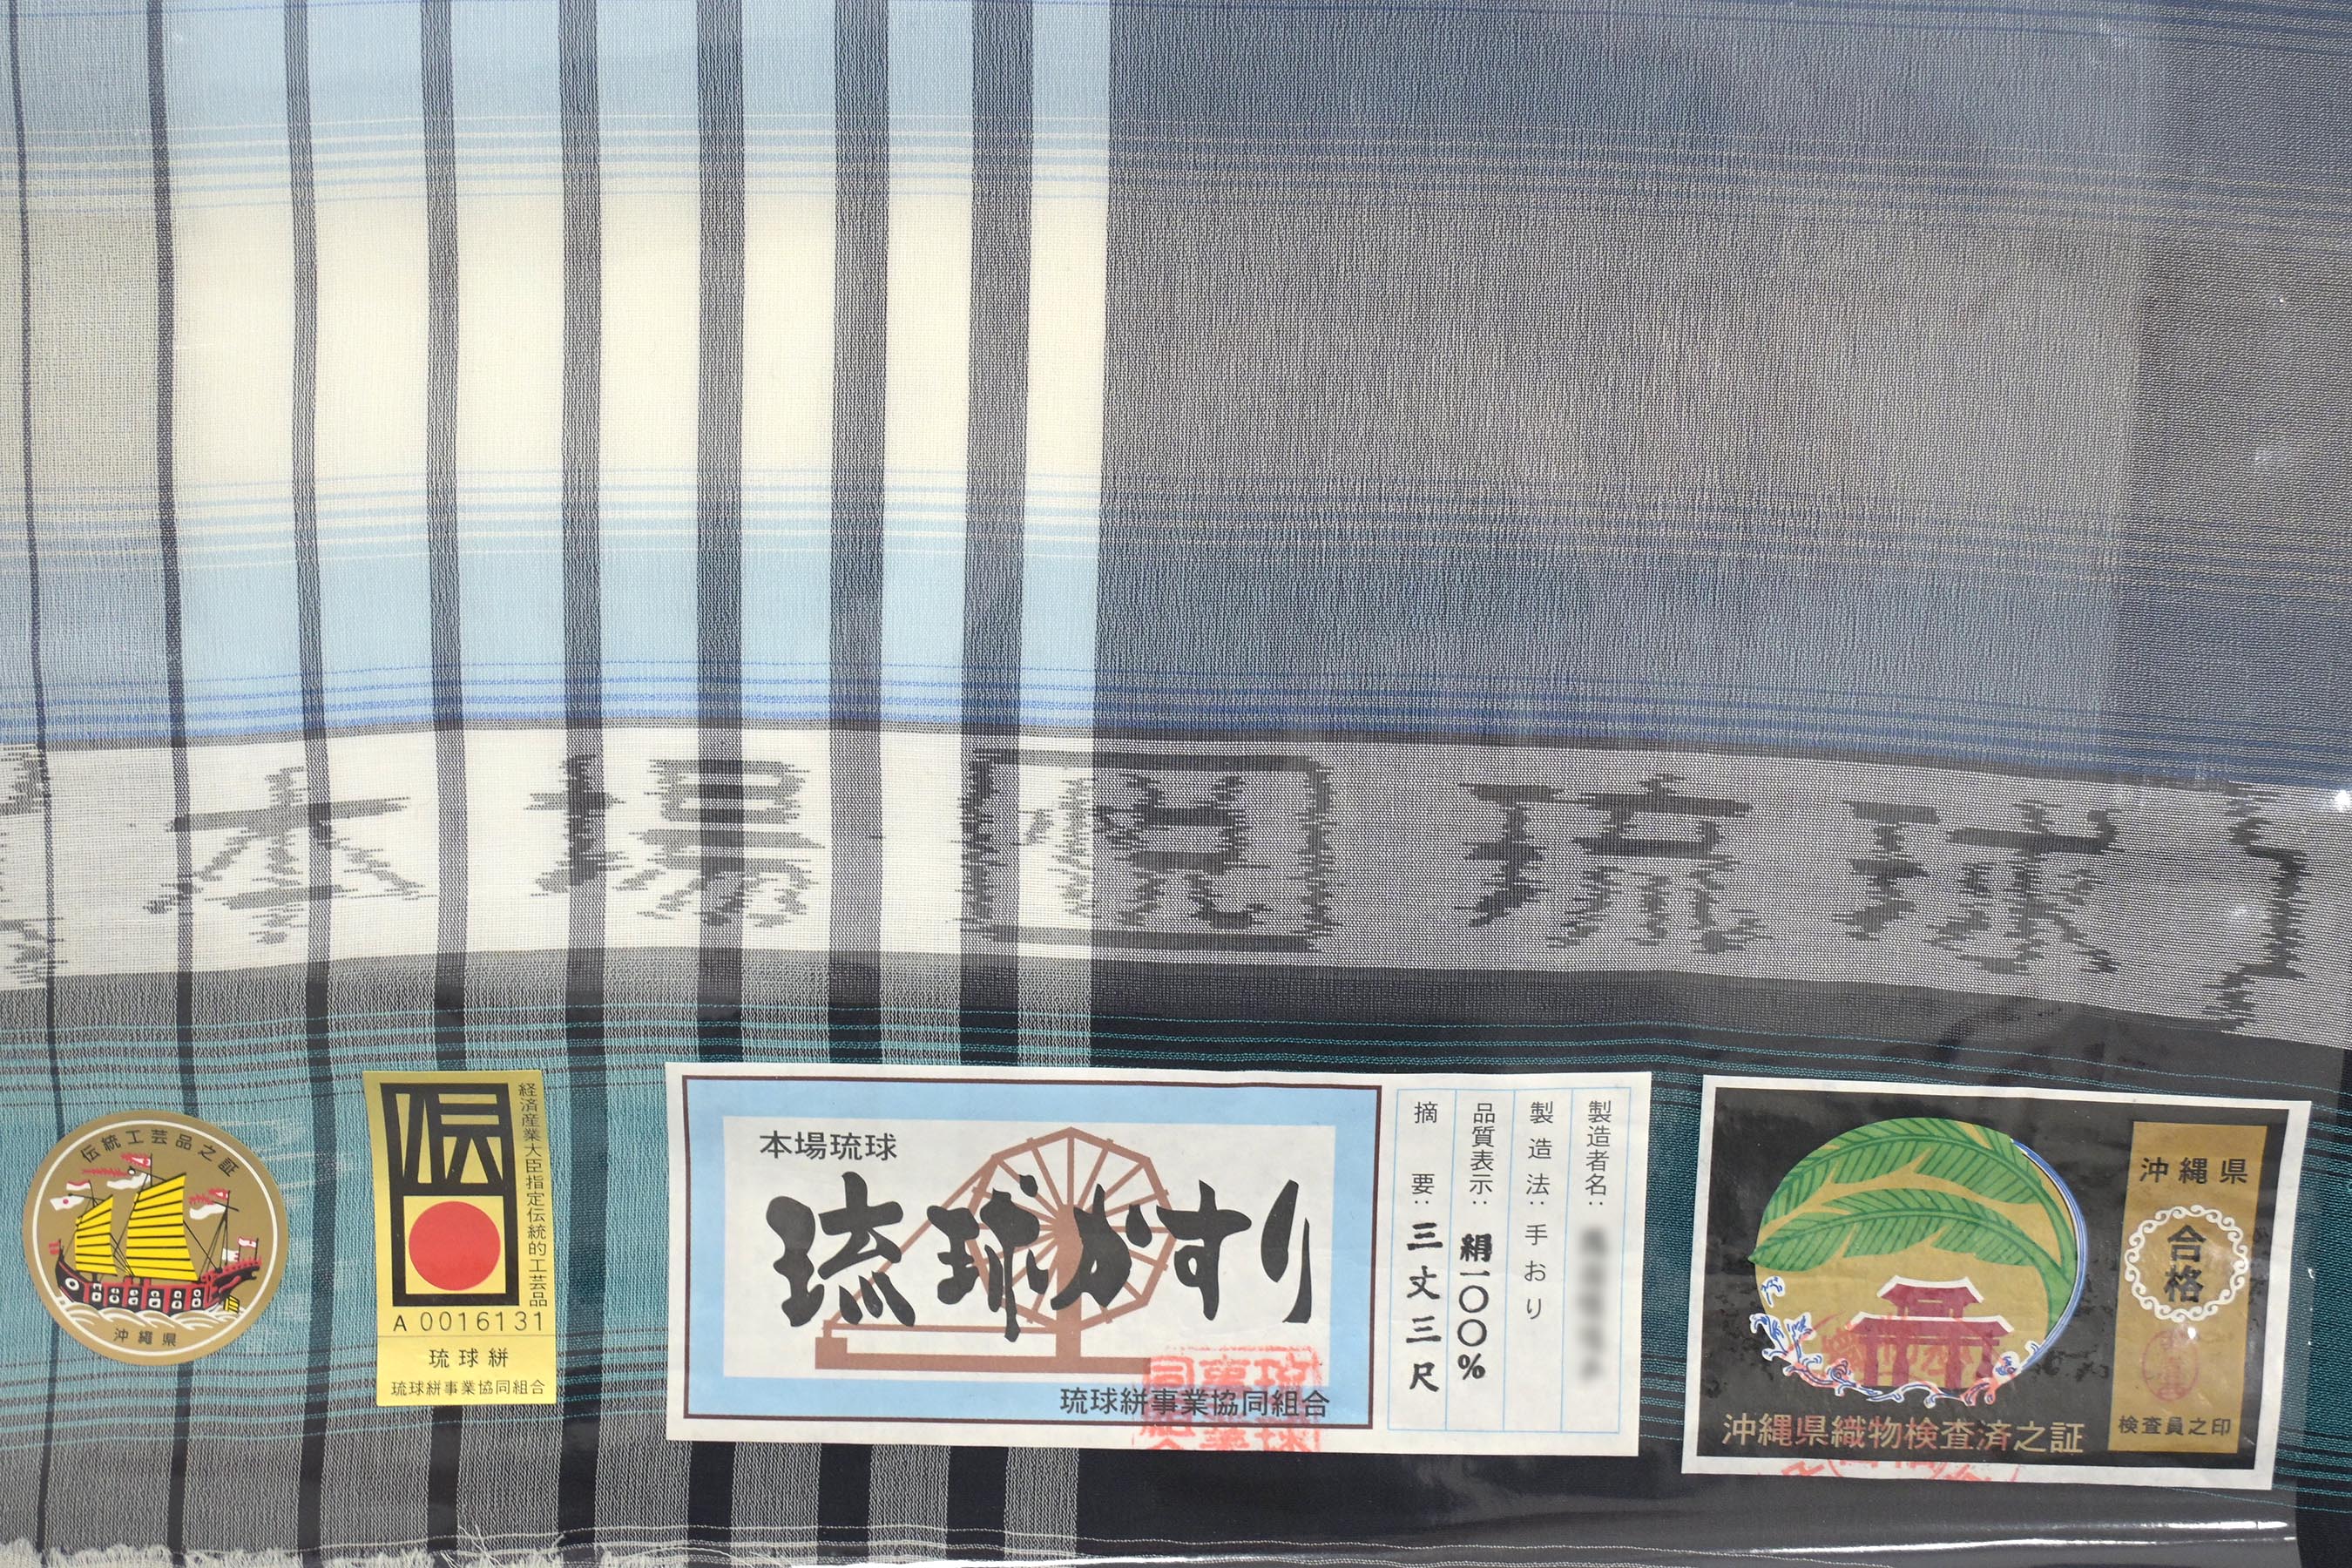 本場 悦 琉球
伝統工芸品之証
沖縄県
伝
経済産業大臣指定伝統的工芸品
A 0016131
琉球絣
琉球絣事業協同組合
本場琉球
琉球かすり
琉球絣事業協同組合
製造者名:
製造法:手おり
品質表示:絹一〇〇%
摘要:三丈三尺
沖縄県織物検査済之証
沖縄県
合格
検査員之印